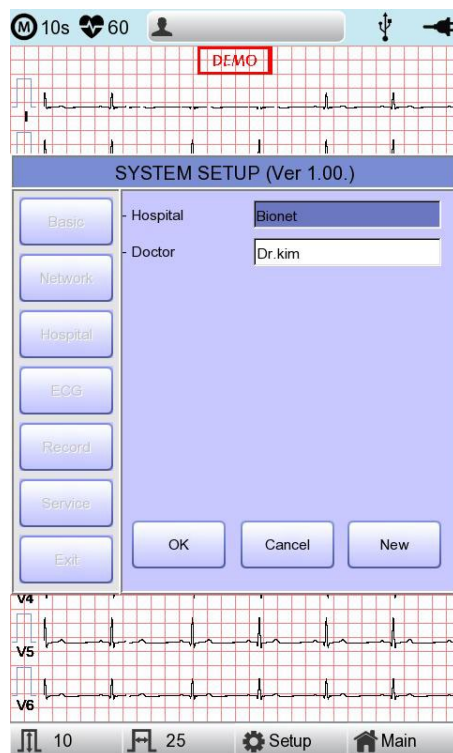 M 10s 60
DEMO
I
SYSTEM SETUP (Ver 1.00.)
Basic
- Hospital Bionet
- Doctor Dr.kim
Network
Hospital
ECG
Record
Service
Exit
OK Cancel New
V4
V5
V6
10 25 Setup Main